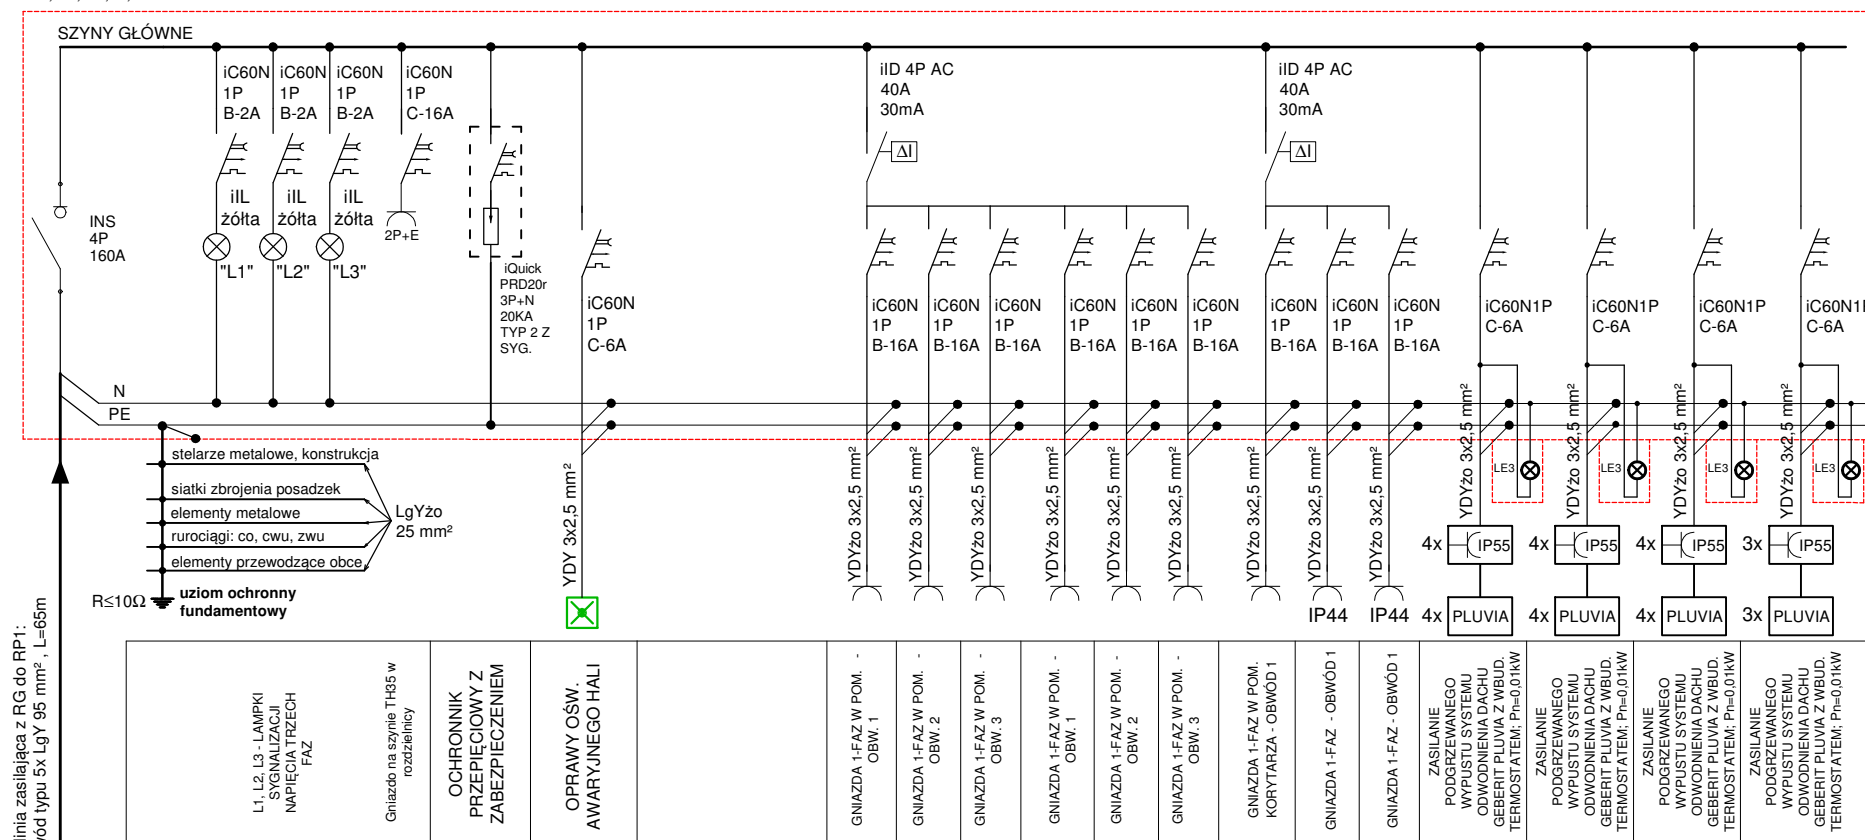 SZYNY GŁÓWNE
INS
4P
160A
iC60N
1P
B-2A
iC60N
1P
B-2A
iC60N
1P
B-2A
iC60N
1P
C-16A
iIL
żółta
"L1"
iIL
żółta
"L2"
iIL
żółta
"L3"
2P+E
iQuick
PRD20r
3P+N
20KA
TYP 2 Z
SYG.
iC60N
1P
C-6A
iID 4P AC
40A
30mA
ΔI
iID 4P AC
40A
30mA
ΔI
iC60N
1P
B-16A
iC60N
1P
B-16A
iC60N
1P
B-16A
iC60N
1P
B-16A
iC60N
1P
B-16A
iC60N
1P
B-16A
iC60N
1P
B-16A
iC60N
1P
B-16A
iC60N
1P
B-16A
iC60N1P
C-6A
iC60N1P
C-6A
iC60N1P
C-6A
iC60N1P
C-6A
N
PE
stelarze metalowe, konstrukcja
siatki zbrojenia posadzek
elementy metalowe
rurociągi: co, cwu, zwu
elementy przewodzące obce
LgYżo
25 mm²
R≤10Ω
uziom ochronny
fundamentowy
YDY 3x2,5 mm²
YDYżo 3x2,5 mm²
YDYżo 3x2,5 mm²
YDYżo 3x2,5 mm²
YDYżo 3x2,5 mm²
YDYżo 3x2,5 mm²
YDYżo 3x2,5 mm²
YDYżo 3x2,5 mm²
YDYżo 3x2,5 mm²
YDYżo 3x2,5 mm²
YDYżo 3x2,5 mm²
YDYżo 3x2,5 mm²
YDYżo 3x2,5 mm²
YDYżo 3x2,5 mm²
LE3
LE3
LE3
LE3
IP44
IP44
4x IP55
4x IP55
4x IP55
3x IP55
4x PLUVIA
4x PLUVIA
4x PLUVIA
3x PLUVIA
linia zasilająca z RG do RP1:
typu 5x LgY 95 mm² , L=65m
L1, L2, L3 - LAMPKI
SYGNALIZACJI
NAPIĘCIA TRZECH
FAZ
Gniazdo na szynie TH35 w
rozdzielnicy
OCHRONNIK
PRZEPIĘCIOWY Z
ZABEZPIECZENIEM
OPRAWY OŚW.
AWARYJNEGO HALI
GNIAZDA 1-FAZ W POM. -
OBW. 1
GNIAZDA 1-FAZ W POM. -
OBW. 2
GNIAZDA 1-FAZ W POM. -
OBW. 3
GNIAZDA 1-FAZ W POM. -
OBW. 1
GNIAZDA 1-FAZ W POM. -
OBW. 2
GNIAZDA 1-FAZ W POM. -
OBW. 3
GNIAZDA 1-FAZ W POM.
KORYTARZA - OBWÓD 1
GNIAZDA 1-FAZ - OBWÓD 1
GNIAZDA 1-FAZ - OBWÓD 1
ZASILANIE
PODGRZEWANEGO
WYPUSTU SYSTEMU
ODWODNIENIA DACHU
GEBERIT PLUVIA Z WBUD.
TERMOSTATEM; Pn=0,01kW
ZASILANIE
PODGRZEWANEGO
WYPUSTU SYSTEMU
ODWODNIENIA DACHU
GEBERIT PLUVIA Z WBUD.
TERMOSTATEM; Pn=0,01kW
ZASILANIE
PODGRZEWANEGO
WYPUSTU SYSTEMU
ODWODNIENIA DACHU
GEBERIT PLUVIA Z WBUD.
TERMOSTATEM; Pn=0,01kW
ZASILANIE
PODGRZEWANEGO
WYPUSTU SYSTEMU
ODWODNIENIA DACHU
GEBERIT PLUVIA Z WBUD.
TERMOSTATEM; Pn=0,01kW